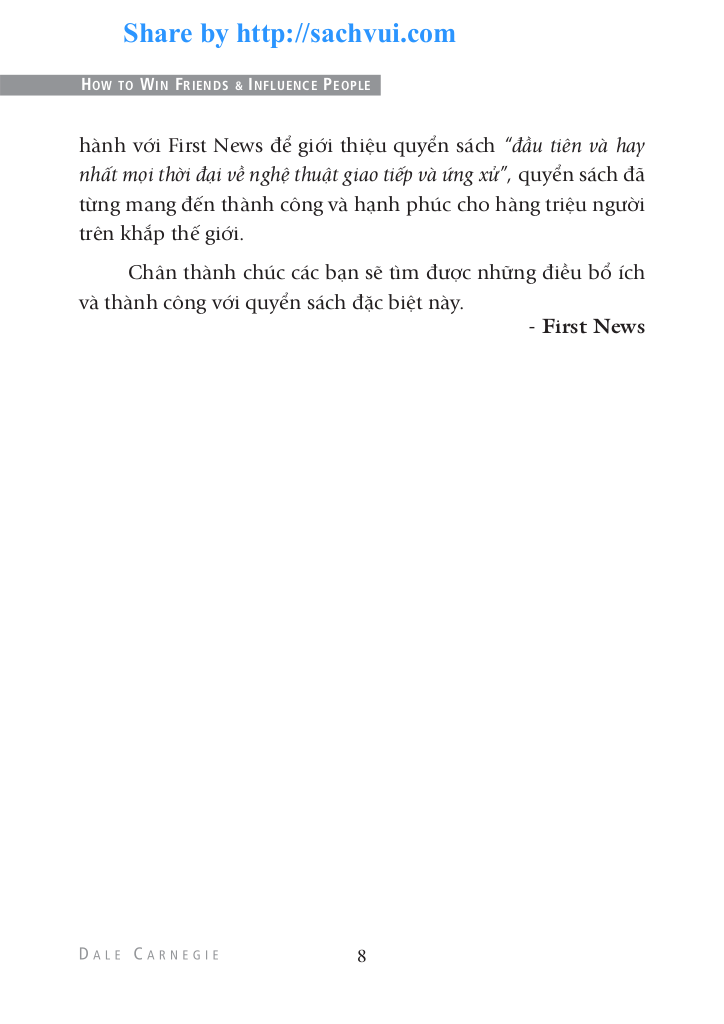 Share by http://sachvui.com
HOW TO WIN FRIENDS & INFLUENCE PEOPLE
hành với First News để giới thiệu quyển sách “đầu tiên và hay
nhất mọi thời đại về nghệ thuật giao tiếp và ứng xử”, quyển sách đã
từng mang đến thành công và hạnh phúc cho hàng triệu người
trên khắp thế giới.
Chân thành chúc các bạn sẽ tìm được những điều bổ ích
và thành công với quyển sách đặc biệt này.
- First News
DALE CARNEGIE
8